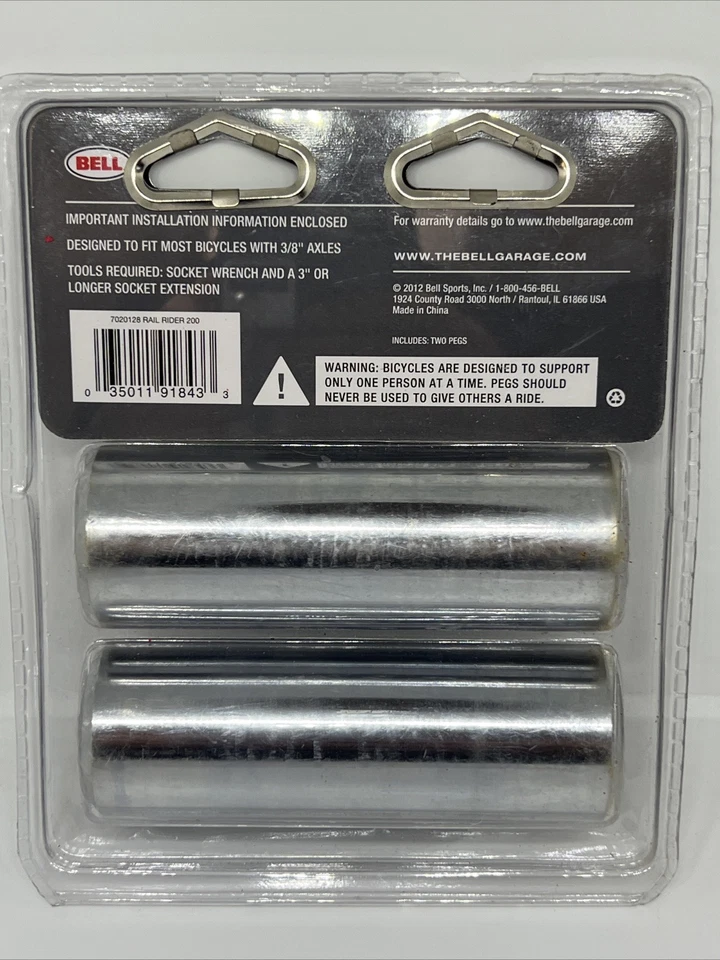 BELL
IMPORTANT INSTALLATION INFORMATION ENCLOSED
DESIGNED TO FIT MOST BICYCLES WITH 3/8" AXLES
TOOLS REQUIRED: SOCKET WRENCH AND A 3" OR
LONGER SOCKET EXTENSION
7020128 RAIL RIDER 200
0 35011 91843 3
For warranty details go to www.thebellgarage.com
WWW.THEBELLGARAGE.COM
© 2012 Bell Sports, Inc. / 1-800-456-BELL
1924 County Road 3000 North / Rantoul, IL 61866 USA
Made in China
INCLUDES: TWO PEGS
!
WARNING: BICYCLES ARE DESIGNED TO SUPPORT
ONLY ONE PERSON AT A TIME. PEGS SHOULD
NEVER BE USED TO GIVE OTHERS A RIDE.